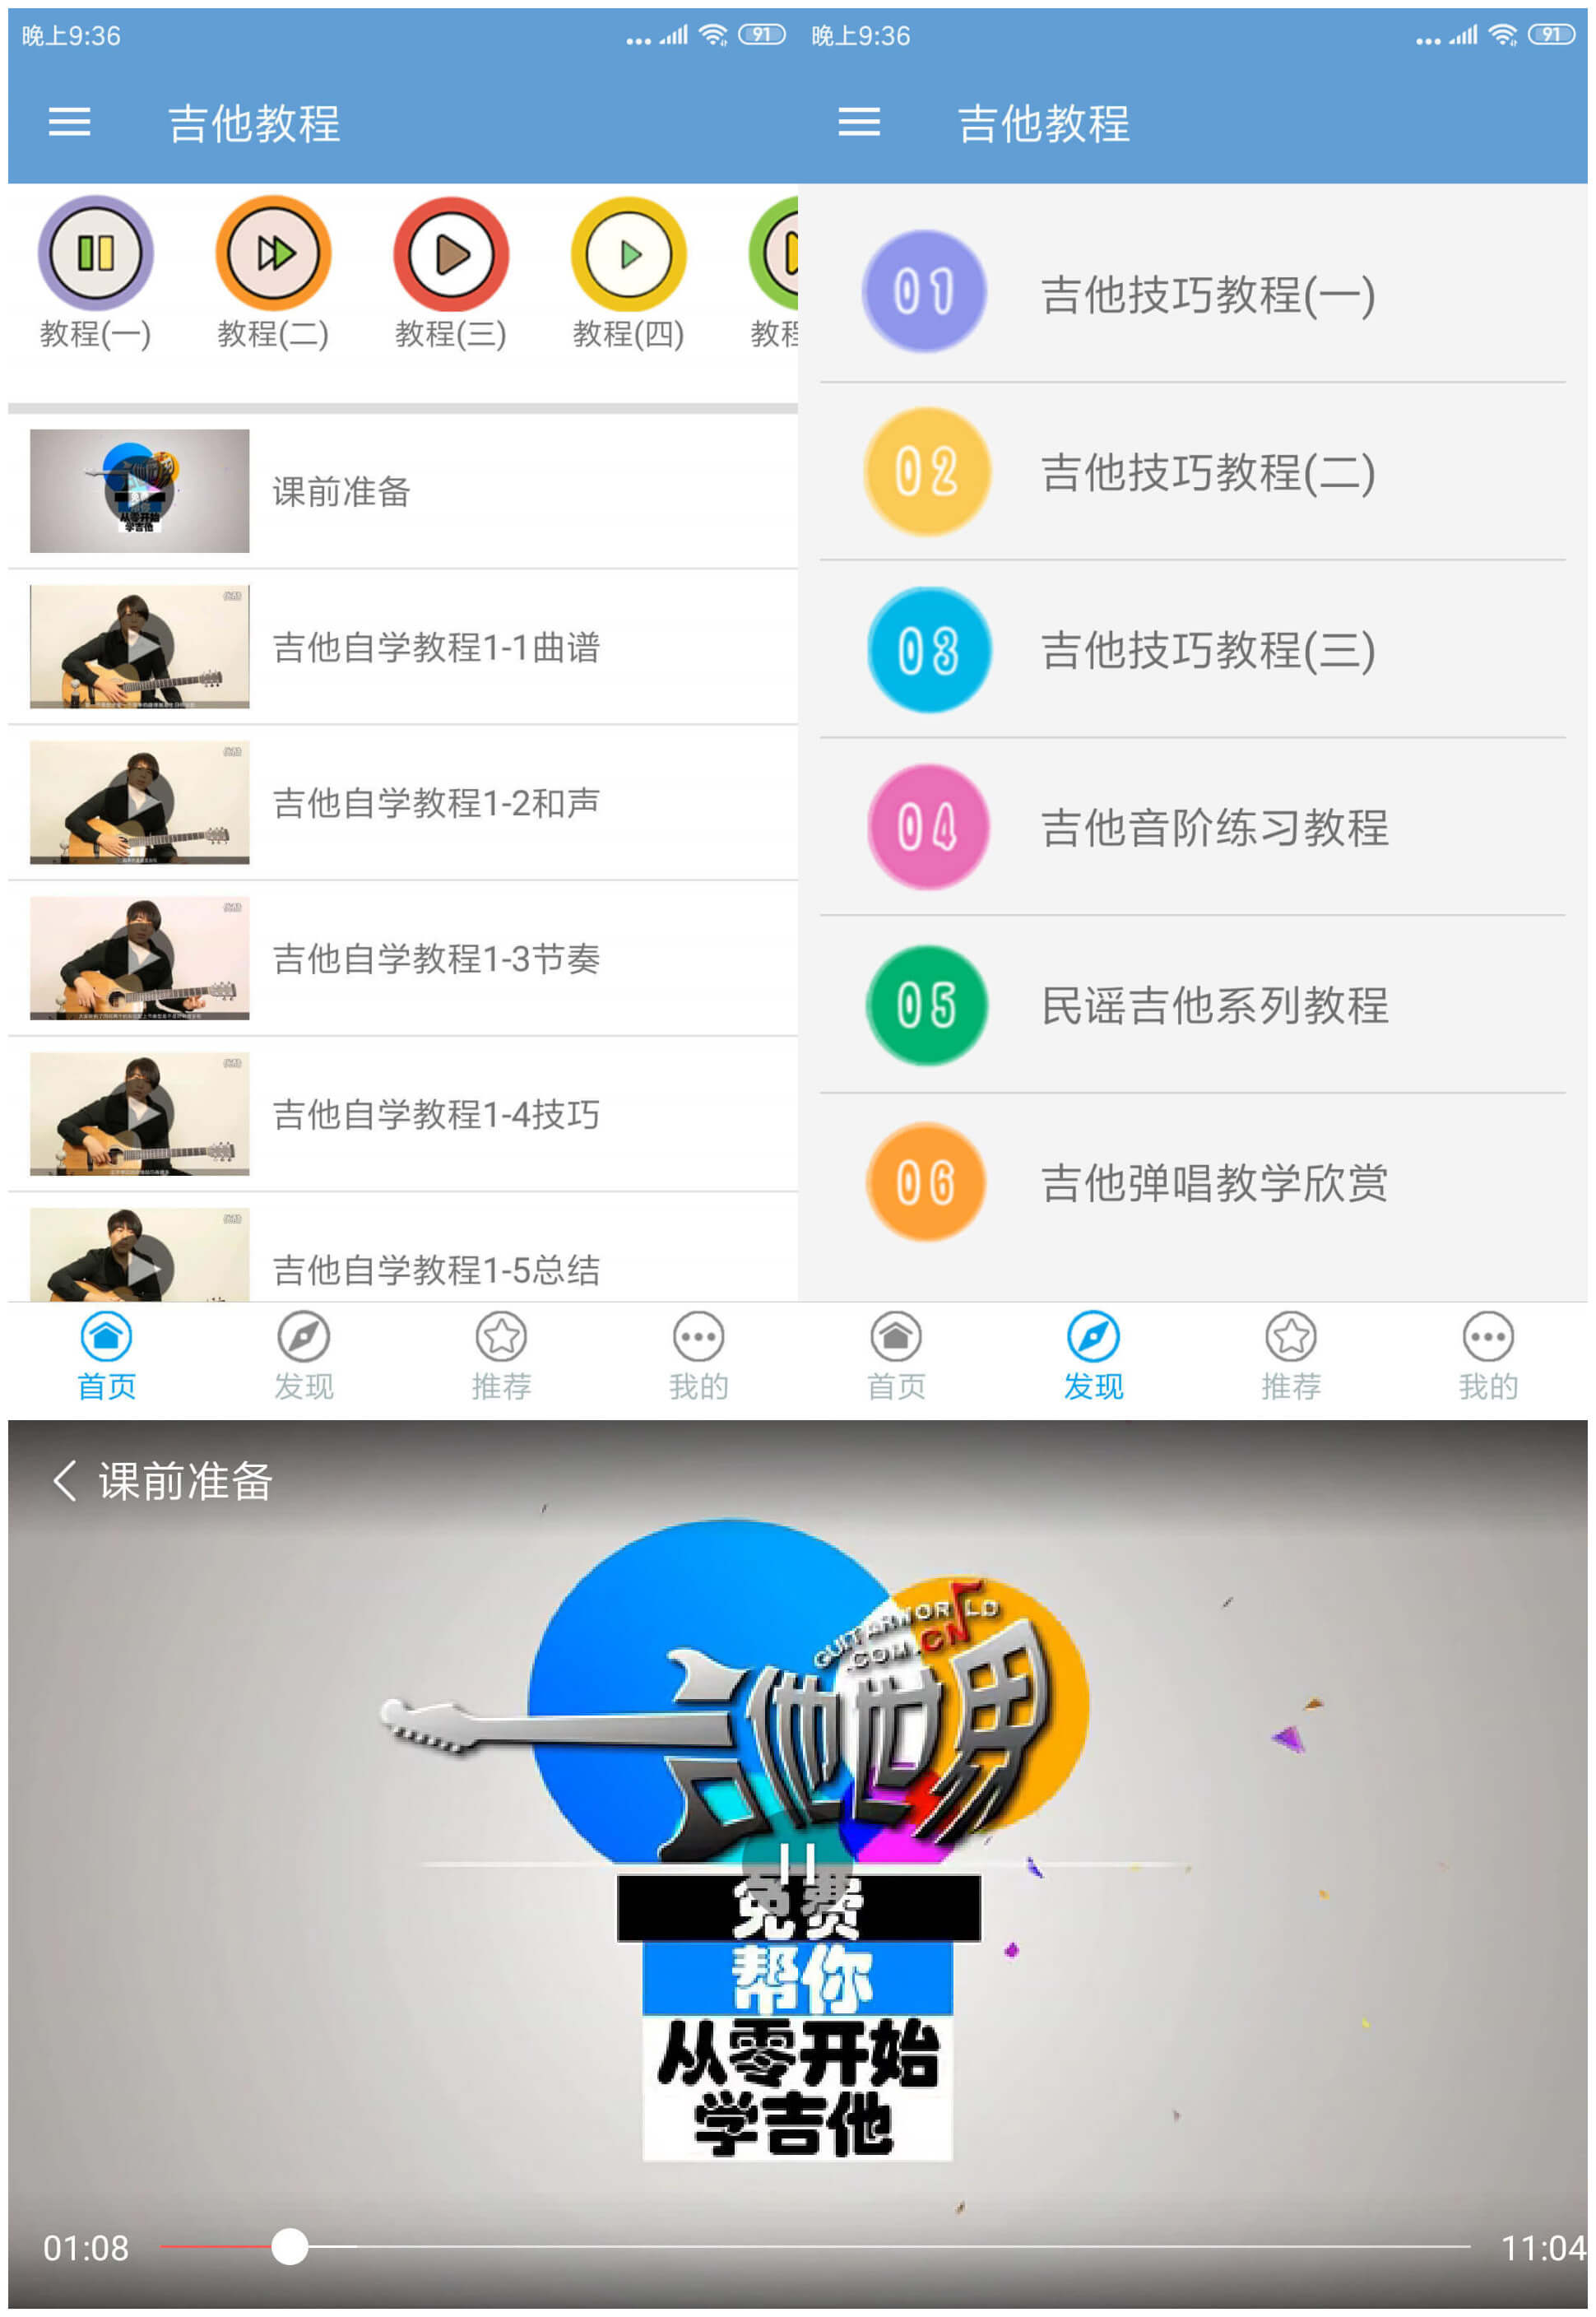 晚上9:36
91
吉他教程
教程(一)
教程(二)
教程(三)
教程(四)
教程
课前准备
吉他自学教程1-1曲谱
吉他自学教程1-2和声
吉他自学教程1-3节奏
吉他自学教程1-4技巧
吉他自学教程1-5总结
首页
发现
推荐
我的
晚上9:36
91
吉他教程
01
吉他技巧教程(一)
02
吉他技巧教程(二)
03
吉他技巧教程(三)
04
吉他音阶练习教程
05
民谣吉他系列教程
06
吉他弹唱教学欣赏
首页
发现
推荐
我的
课前准备
GUITARWORLD
.COM.CN
吉他世界
免费
帮你
从零开始
学吉他
01:08
11:04